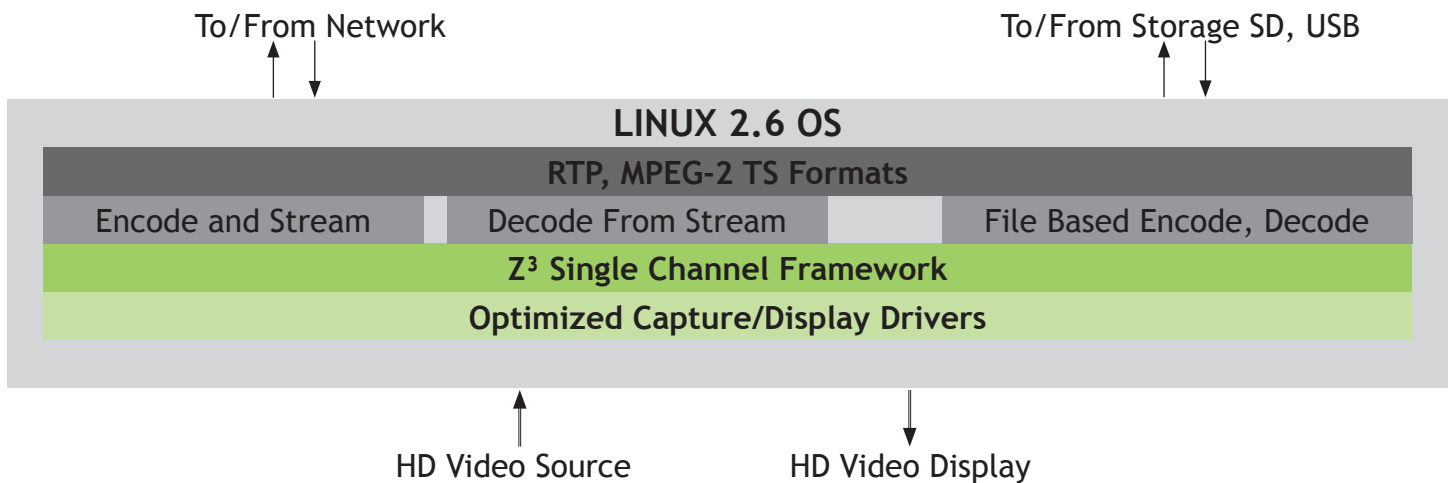 To/From Network
To/From Storage SD, USB
LINUX 2.6 OS
RTP, MPEG-2 TS Formats
Encode and Stream
Decode From Stream
File Based Encode, Decode
Z³ Single Channel Framework
Optimized Capture/Display Drivers
HD Video Source
HD Video Display